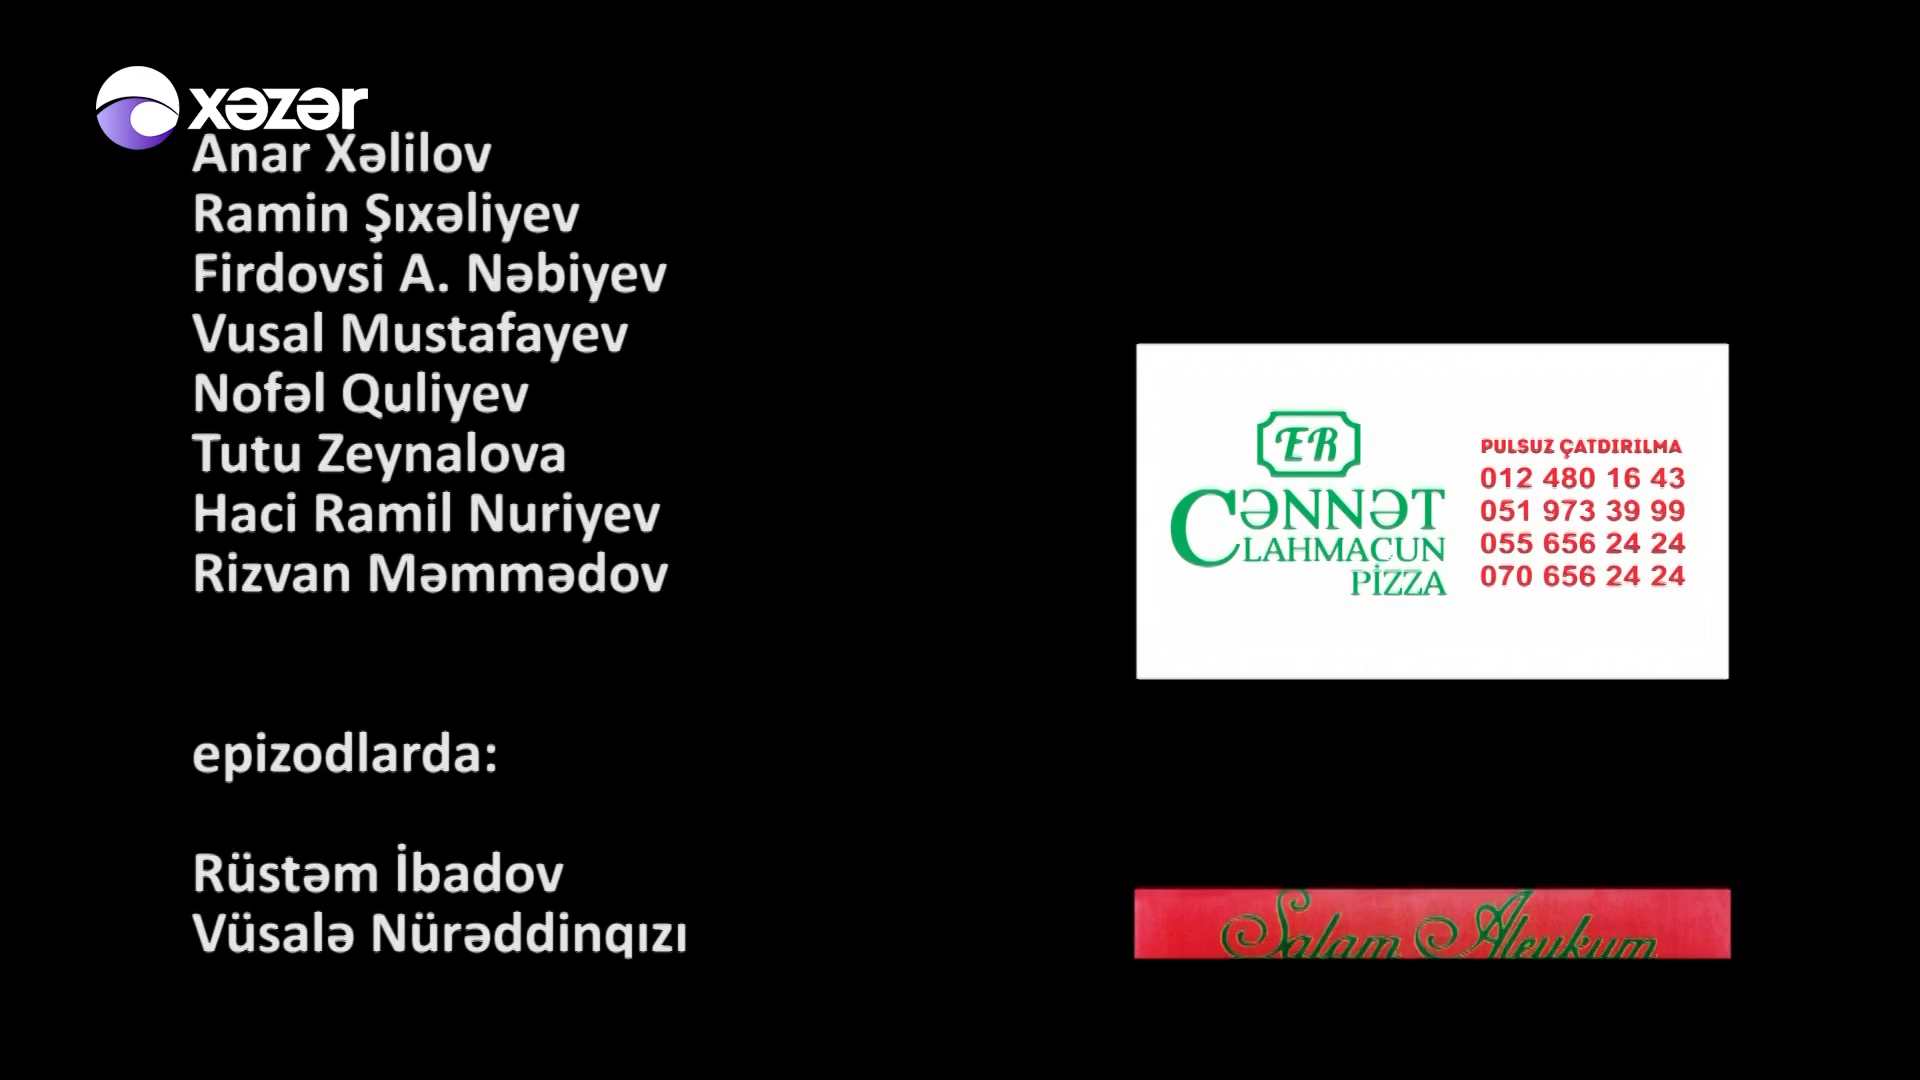 xəzər
Anar Xəlilov
Ramin Şıxəliyev
Firdovsi A. Nəbiyev
Vusal Mustafayev
Nofəl Quliyev
Tutu Zeynalova
Haci Ramil Nuriyev
Rizvan Məmmədov
epizodlarda:
Rüstəm İbadov
Vüsalə Nürəddinqızı
ER
CƏNNƏT
LAHMACUN
PİZZA
PULSUZ ÇATDIRILMA
012 480 16 43
051 973 39 99
055 656 24 24
070 656 24 24
Salam Aleykum